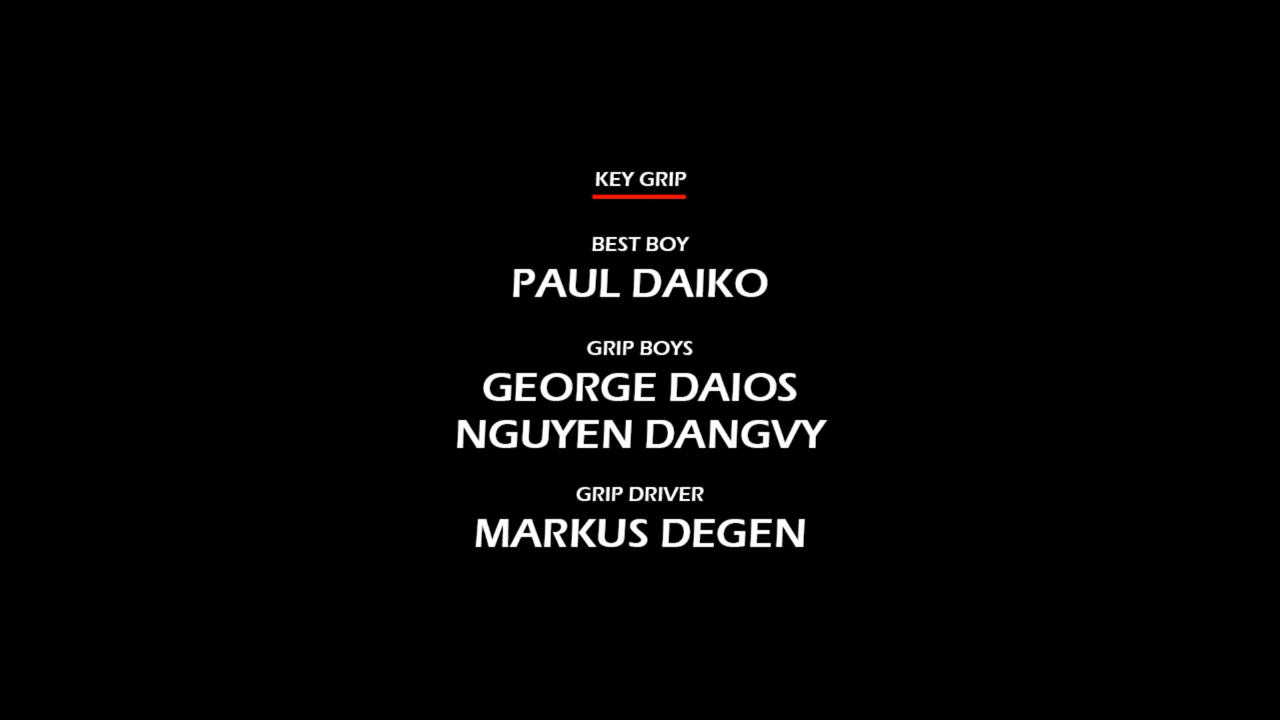 KEY GRIP
BEST BOY
PAUL DAIKO
GRIP BOYS
GEORGE DAIOS
NGUYEN DANGVY
GRIP DRIVER
MARKUS DEGEN